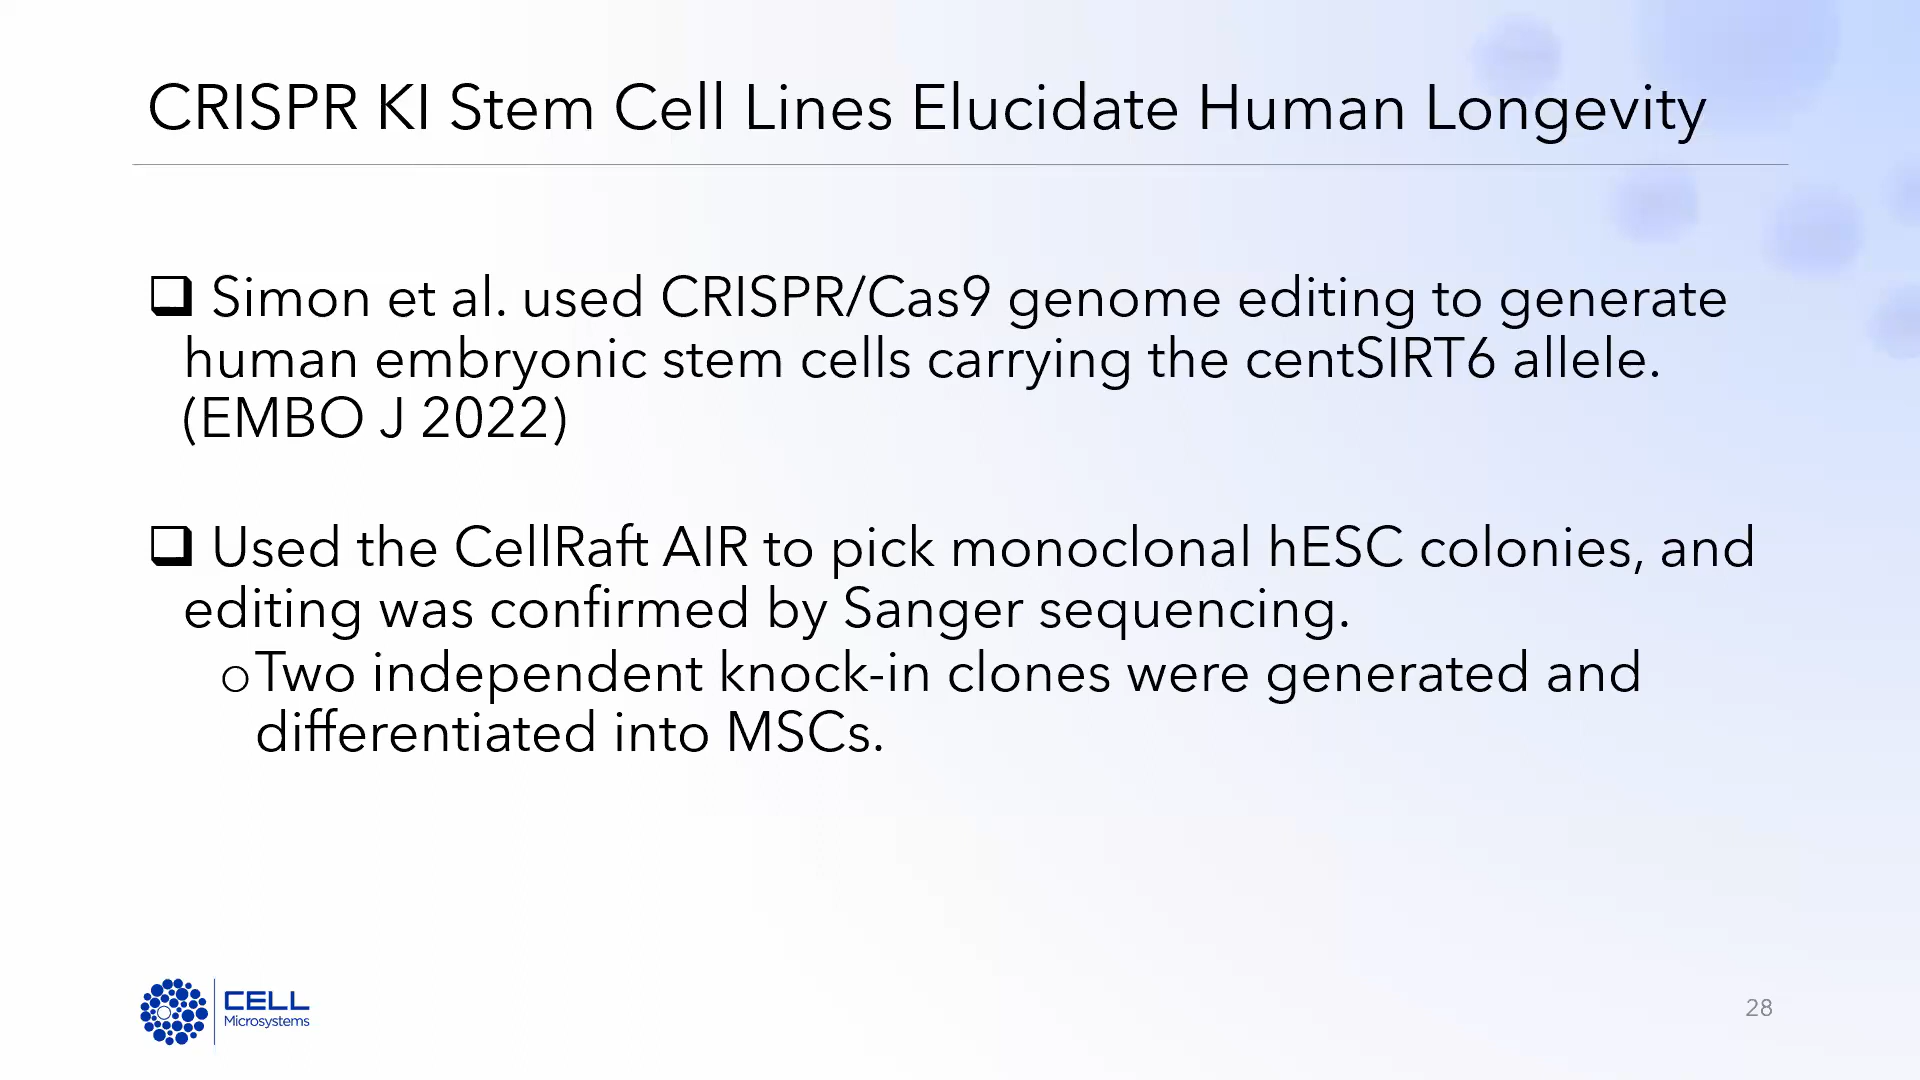 CRISPR KI Stem Cell Lines Elucidate Human Longevity
❑ Simon et al. used CRISPR/Cas9 genome editing to generate
human embryonic stem cells carrying the centSIRT6 allele.
(EMBO J 2022)
❑ Used the CellRaft AIR to pick monoclonal hESC colonies, and
editing was confirmed by Sanger sequencing.
oTwo independent knock-in clones were generated and
differentiated into MSCs.
CELL
Microsystems
28